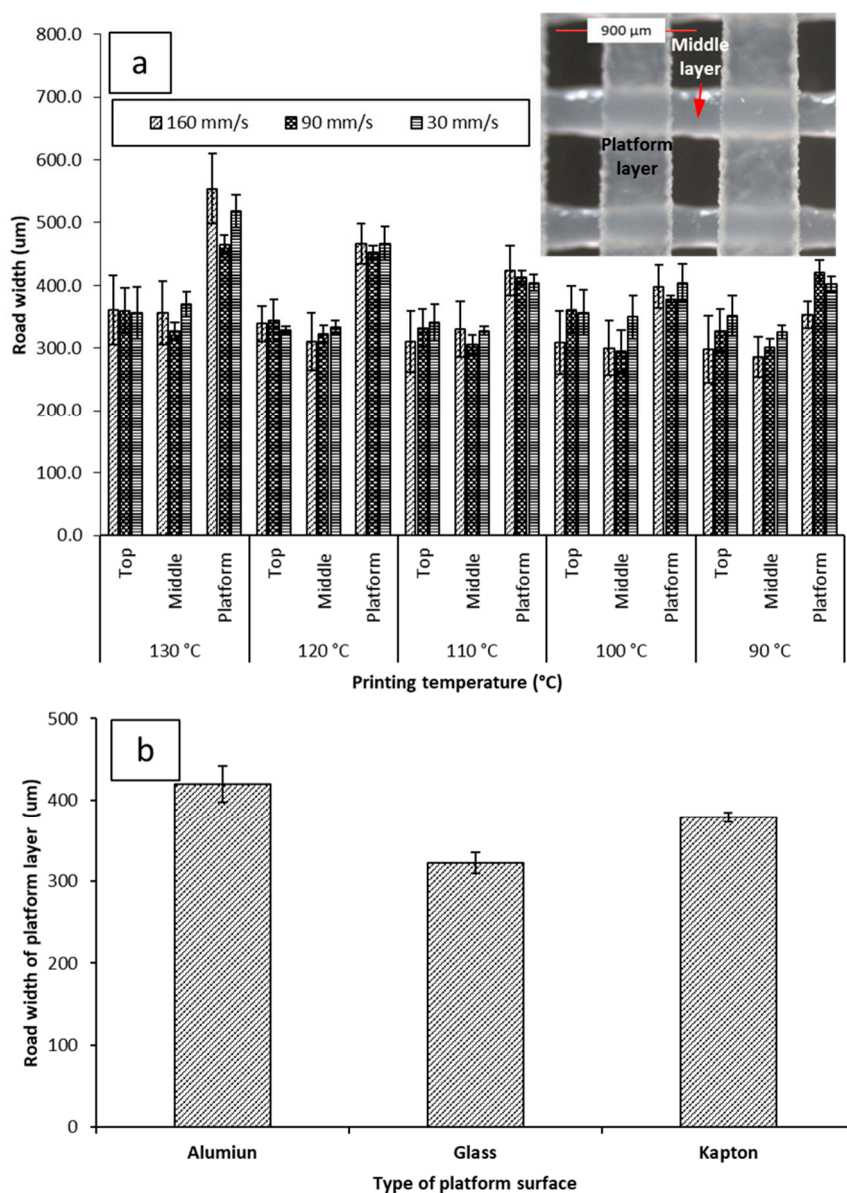 a
800.0
700.0
600.0
500.0
400.0
300.0
200.0
100.0
0.0
Road width (um)
160 mm/s 90 mm/s 30 mm/s
900 µm
Middle
layer
Platform
layer
Top Middle Platform Top Middle Platform Top Middle Platform Top Middle Platform Top Middle Platform
130 °C 120 °C 110 °C 100 °C 90 °C
Printing temperature (°C)
b
500
400
300
200
100
0
Road width of platform layer (um)
Alumiun Glass Kapton
Type of platform surface